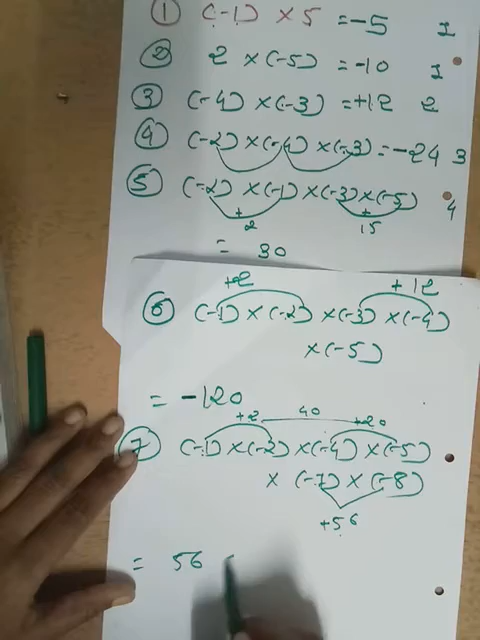 ① (-1) × 5 = -5 1
② 2 × (-5) = -10 1
③ (-4) × (-3) = +12 2
④ (-2) × (-4) × (-3) = -24 3
⑤ (-2) × (-1) × (-3) × (-5) 4
+2 +15
= 30
+2 +12
⑥ (-1) × (-2) × (-3) × (-4)
× (-5)
= -120
+2 40 +20
⑦ (-1) × (-2) × (-4) × (-5)
× (-7) × (-8)
+56
= 56